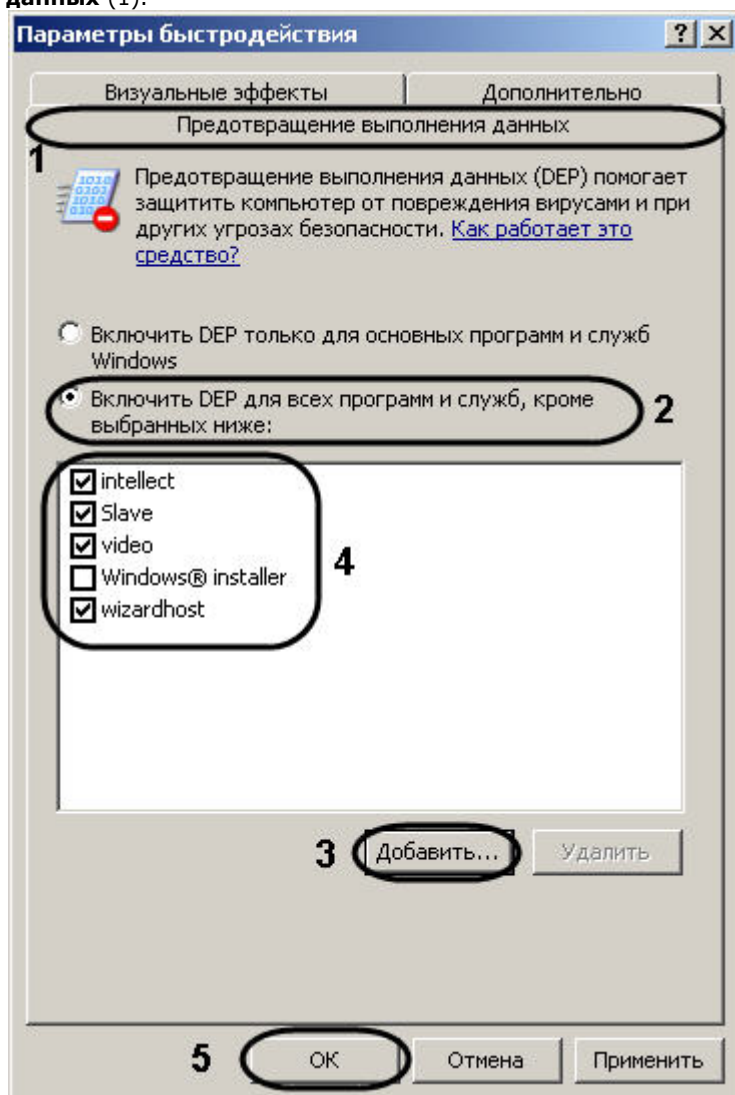 данных (1).
Параметры быстродействия
Визуальные эффекты
Дополнительно
Предотвращение выполнения данных
1
Предотвращение выполнения данных (DEP) помогает
защитить компьютер от повреждения вирусами и при
других угрозах безопасности. Как работает это
средство?
Включить DEP только для основных программ и служб
Windows
Включить DEP для всех программ и служб, кроме
выбранных ниже:
2
intellect
Slave
video
Windows® installer
wizardhost
4
3
Добавить...
Удалить
5
ОК
Отмена
Применить